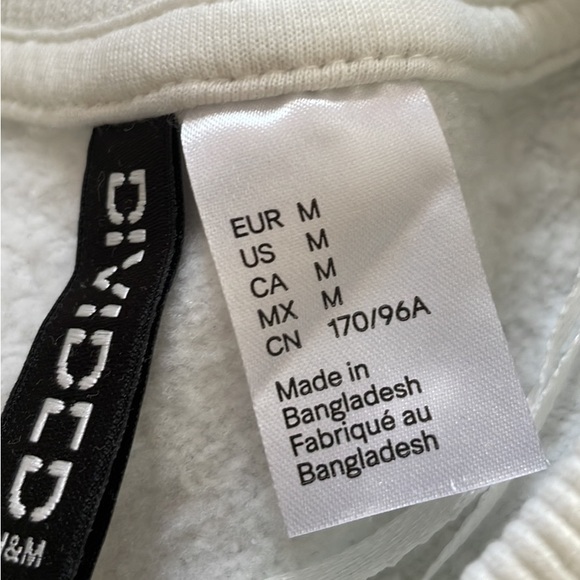 DIVIDED
H&M
EUR M
US M
CA M
MX M
CN 170/96A
Made in
Bangladesh
Fabriqué au
Bangladesh